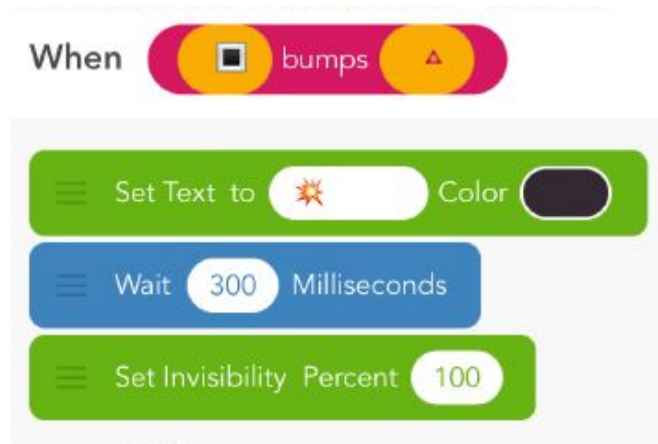 When 🔳 bumps
Set Text to 💥 Color
Wait 300 Milliseconds
Set Invisibility Percent 100